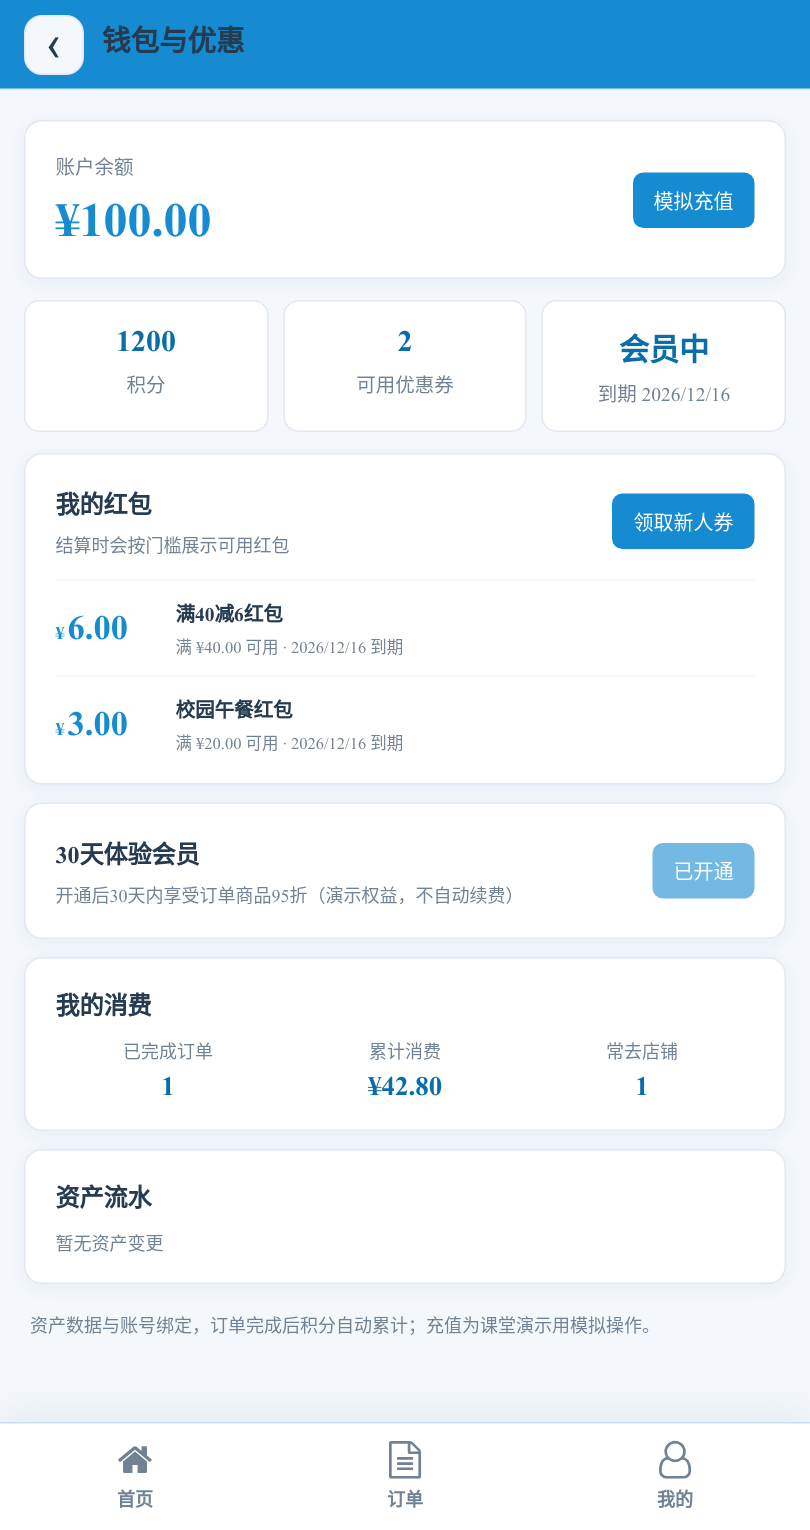 ‹ 钱包与优惠
账户余额
¥100.00
模拟充值
1200
积分
2
可用优惠券
会员中
到期 2026/12/16
我的红包
结算时会按门槛展示可用红包
领取新人券
¥6.00
满40减6红包
满 ¥40.00 可用 · 2026/12/16 到期
¥3.00
校园午餐红包
满 ¥20.00 可用 · 2026/12/16 到期
30天体验会员
开通后30天内享受订单商品95折（演示权益，不自动续费）
已开通
我的消费
已完成订单
1
累计消费
¥42.80
常去店铺
1
资产流水
暂无资产变更
资产数据与账号绑定，订单完成后积分自动累计；充值为课堂演示用模拟操作。
首页
订单
我的